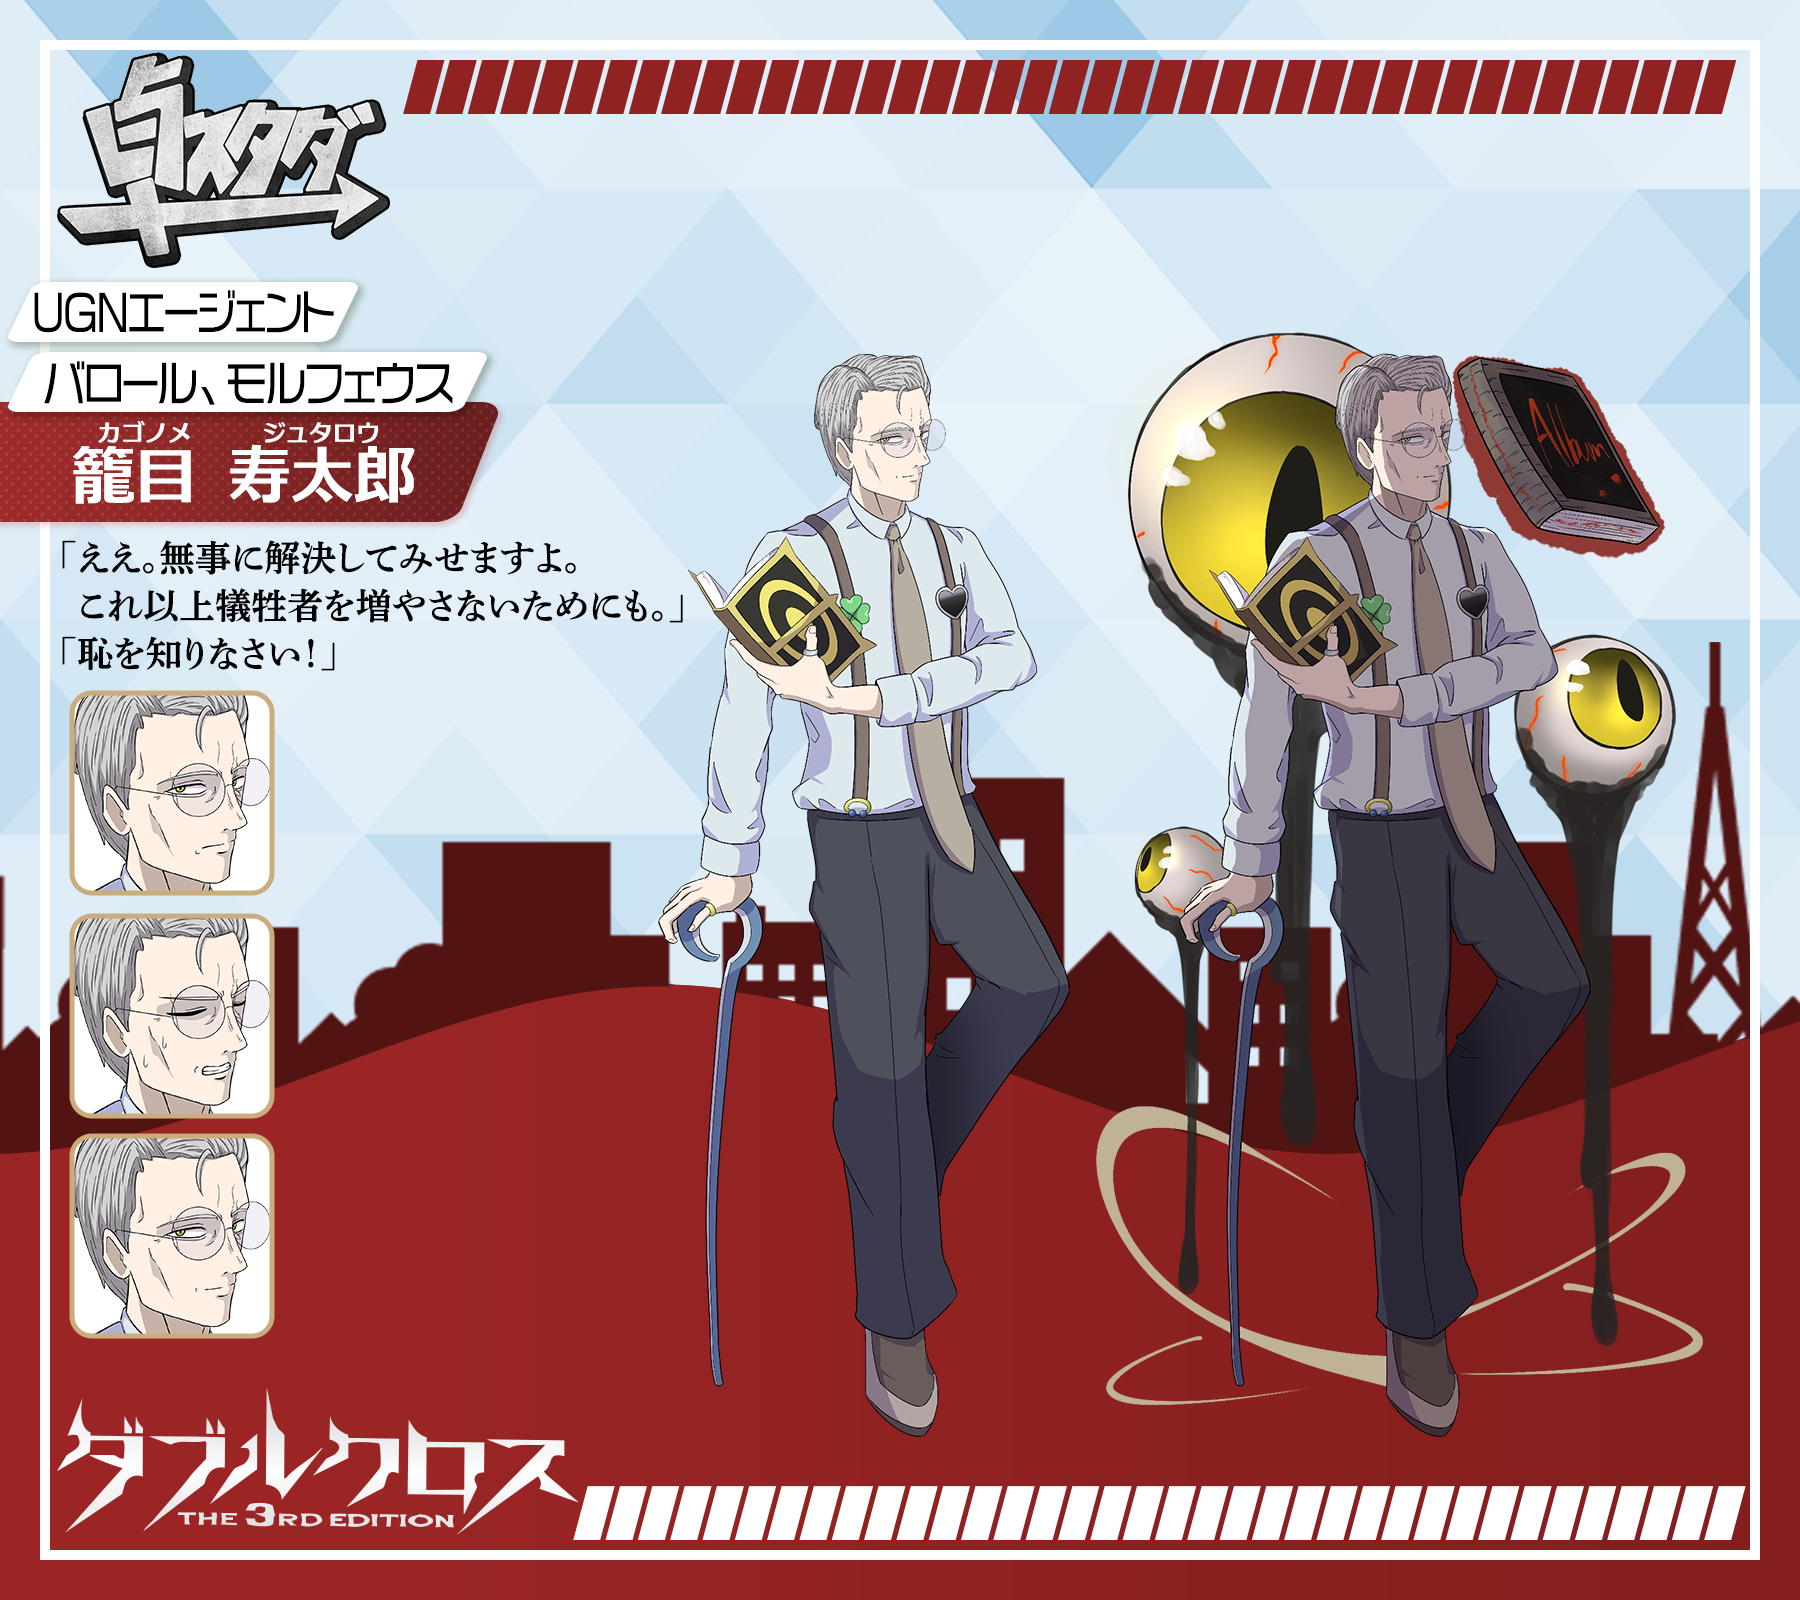 卓スタダ
UGNエージェント
バロール、モルフェウス
カゴノメ ジュタロウ
籠目 寿太郎
「ええ。無事に解決してみせますよ。
これ以上犠牲者を増やさないためにも。」
「恥を知りなさい！」
Album
ダブルクロス
THE 3RD EDITION